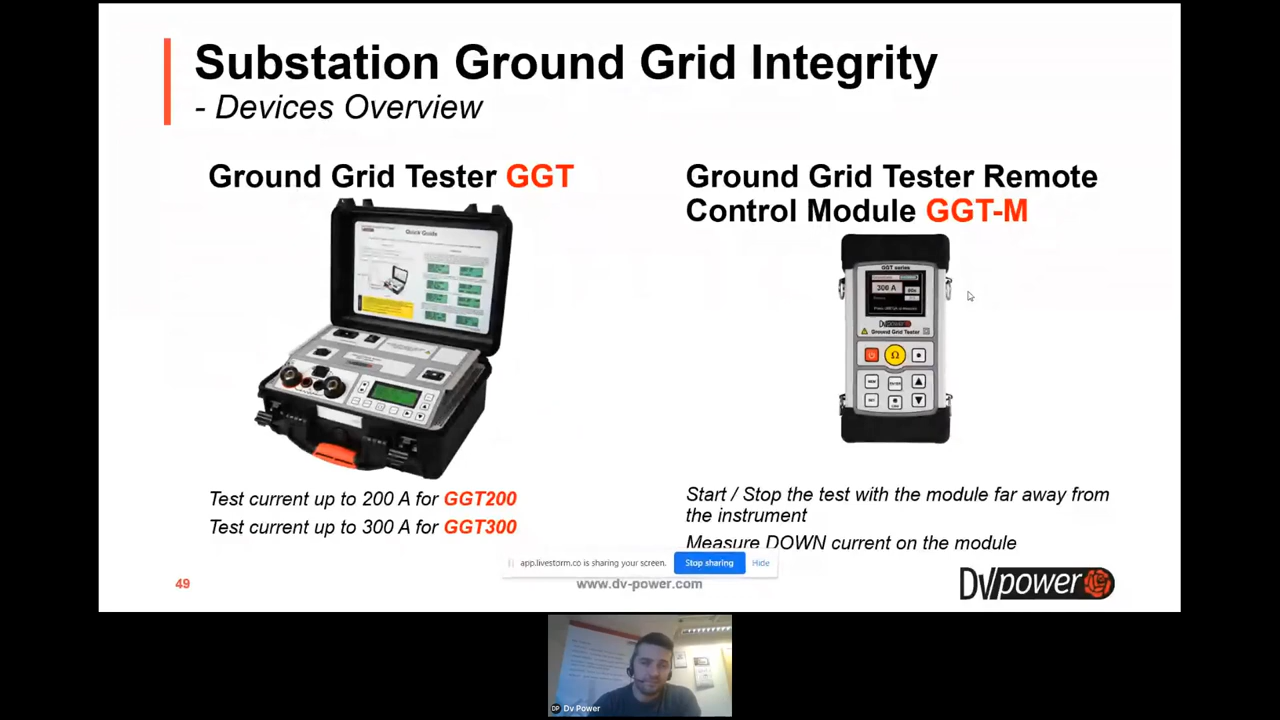 Substation Ground Grid Integrity
- Devices Overview
Ground Grid Tester GGT
Ground Grid Tester Remote
Control Module GGT-M
Quick Guide
GGT series
300 A
DV power
Ground Grid Tester
Ω
ENTER
Test current up to 200 A for GGT200
Test current up to 300 A for GGT300
Start / Stop the test with the module far away from
the instrument
Measure DOWN current on the module
app.livestorm.co is sharing your screen.
Stop sharing
Hide
49
www.dv-power.com
DV power
DP Dv Power